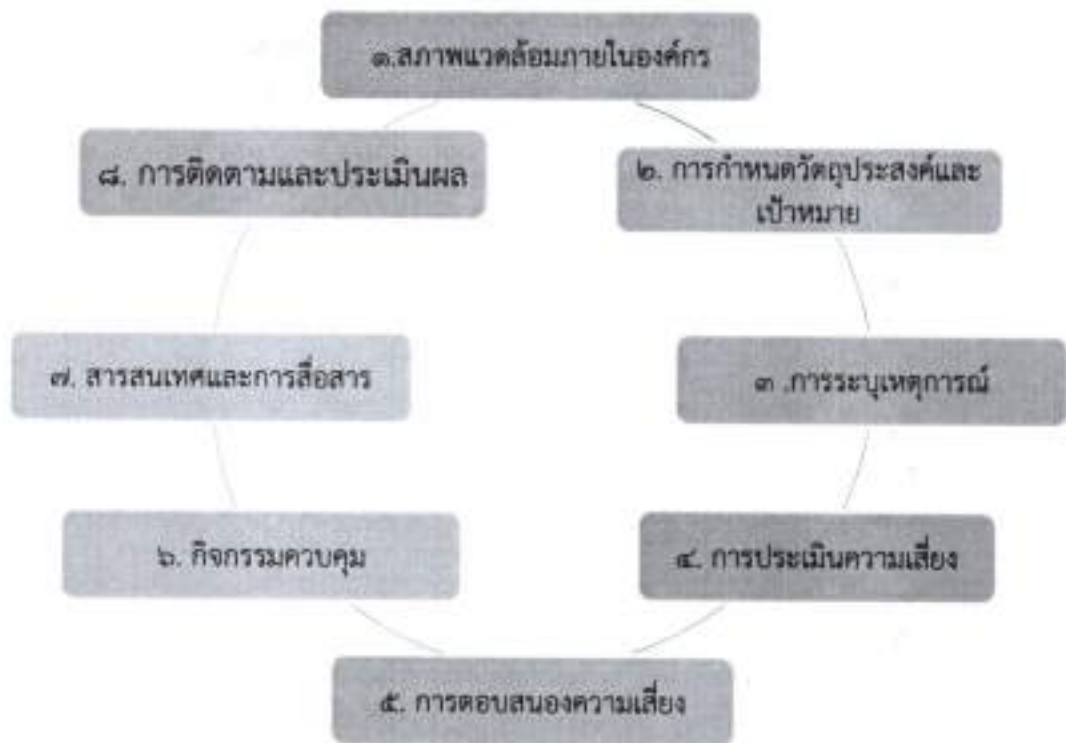 ๑.สภาพแวดล้อมภายในองค์กร
๒. การกำหนดวัตถุประสงค์และ
เป้าหมาย
๓ .การระบุเหตุการณ์
๔. การประเมินความเสี่ยง
๕. การตอบสนองความเสี่ยง
๖. กิจกรรมควบคุม
๗. สารสนเทศและการสื่อสาร
๘. การติดตามและประเมินผล